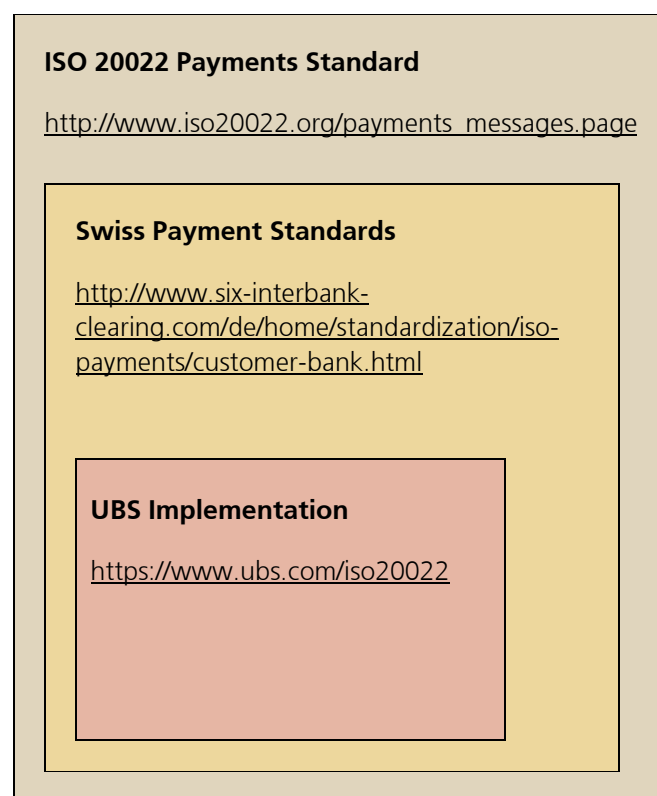 ISO 20022 Payments Standard
http://www.iso20022.org/payments_messages.page
Swiss Payment Standards
http://www.six-interbank-
clearing.com/de/home/standardization/iso-
payments/customer-bank.html
UBS Implementation
https://www.ubs.com/iso20022